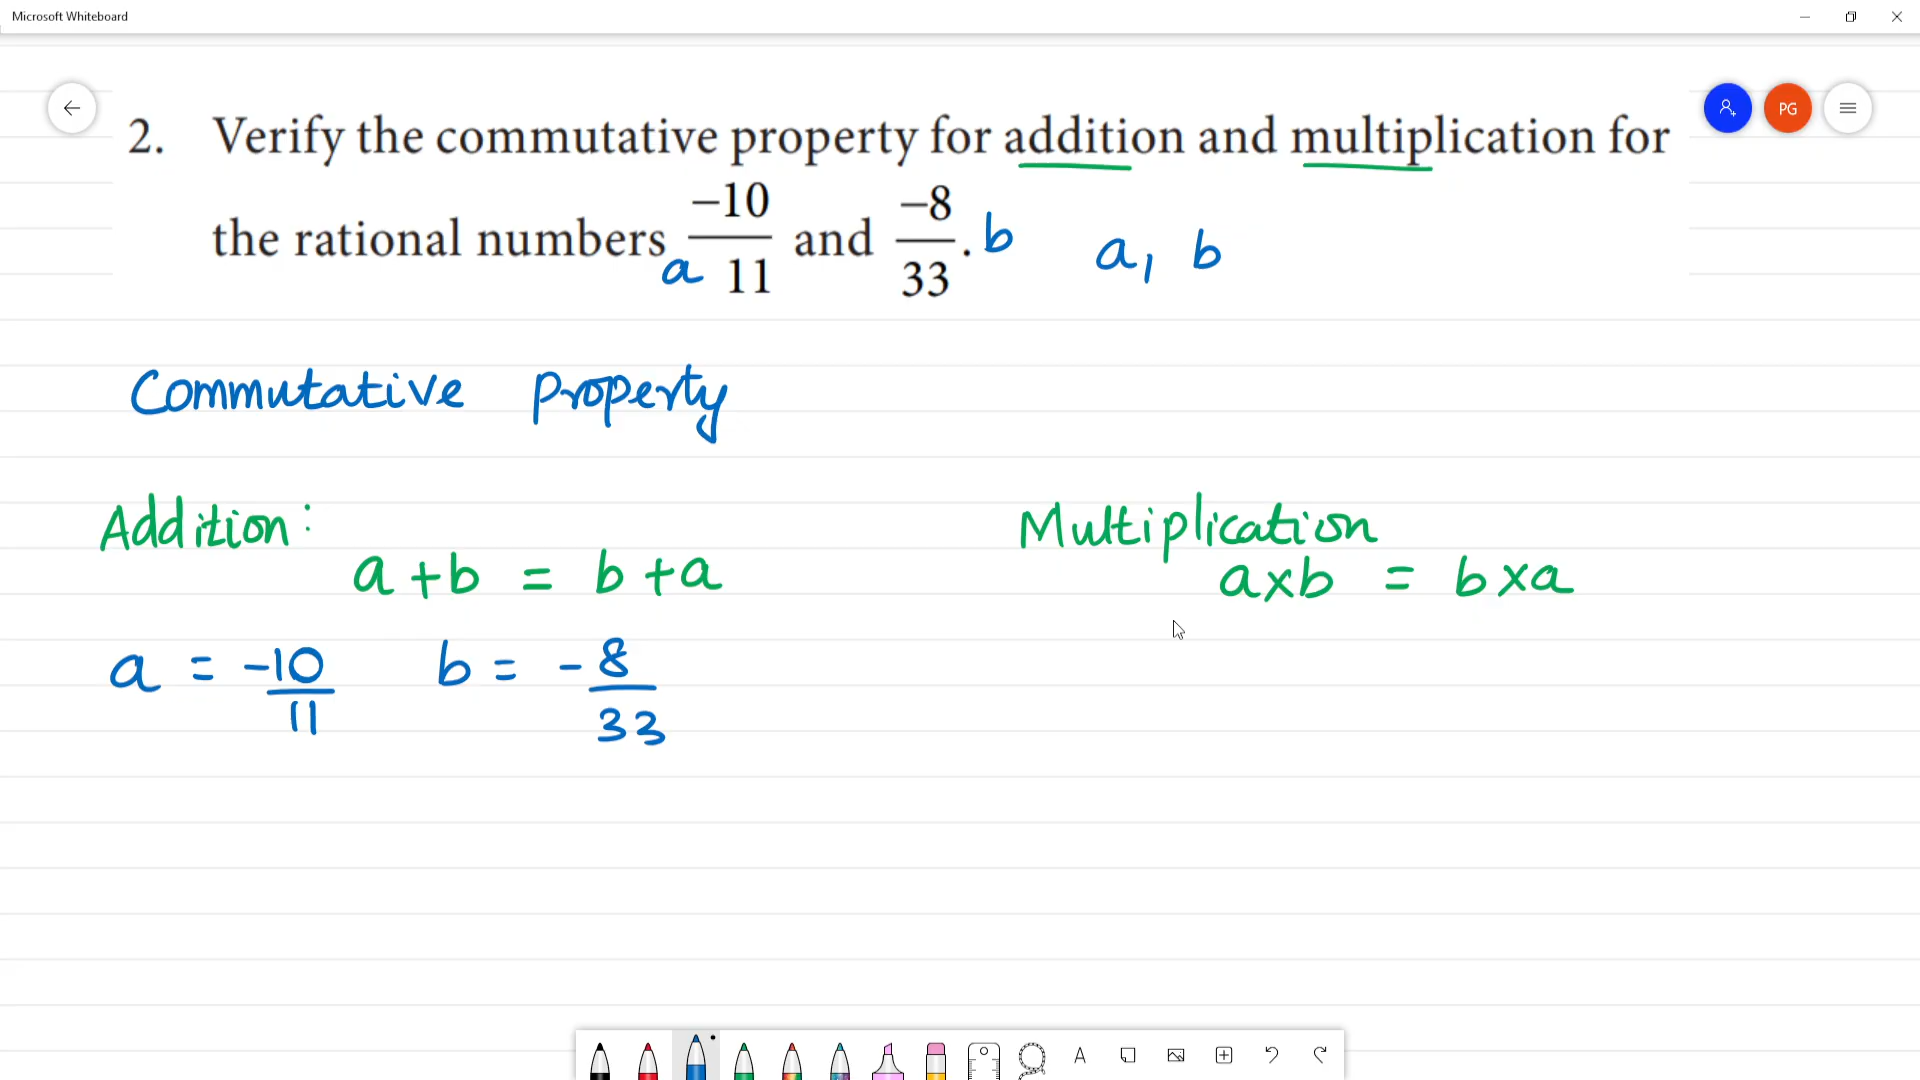 Microsoft Whiteboard
PG
2. Verify the commutative property for addition and multiplication for
the rational numbers −10/11 and −8/33.
a
b
a, b
Commutative Property
Addition:
a + b = b + a
a = -10/11 b = -8/33
Multiplication
a x b = b x a
A